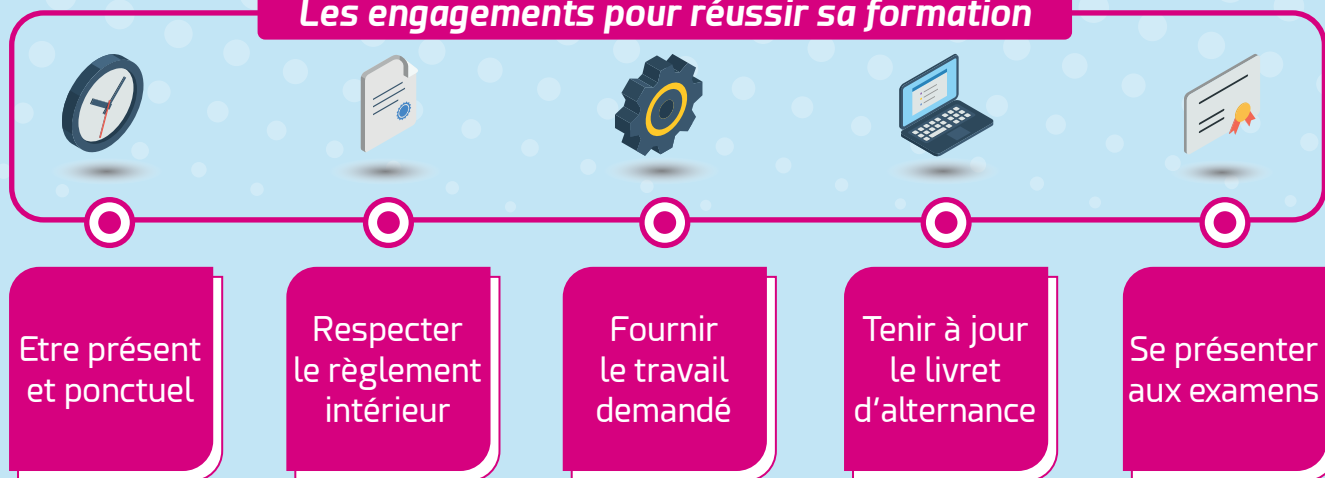 Les engagements pour réussir sa formation
Etre présent
et ponctuel
Respecter
le règlement
intérieur
Fournir
le travail
demandé
Tenir à jour
le livret
d’alternance
Se présenter
aux examens